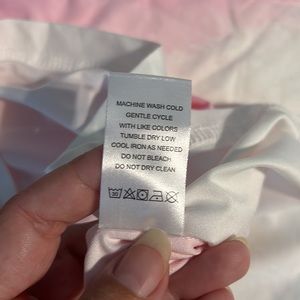 MACHINE WASH COLD
GENTLE CYCLE
WITH LIKE COLORS
TUMBLE DRY LOW
COOL IRON AS NEEDED
DO NOT BLEACH
DO NOT DRY CLEAN
30